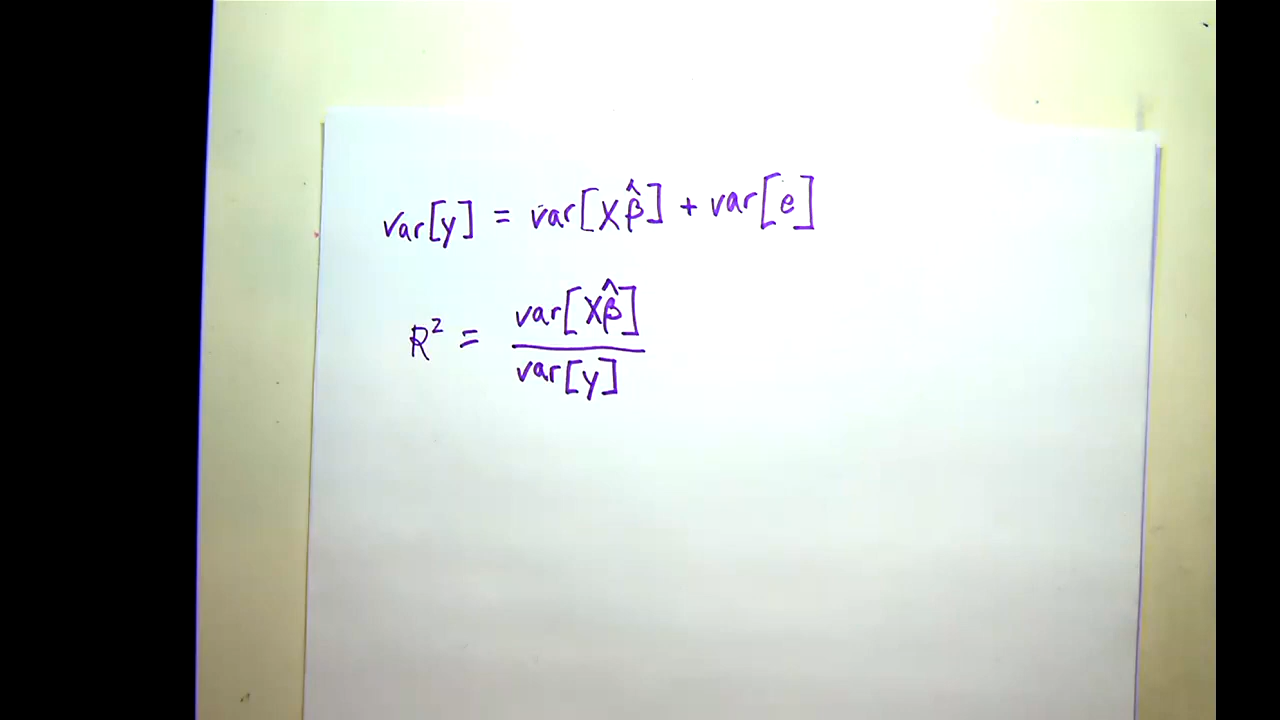 var[y] = var[Xβ̂] + var[e]
R² = var[Xβ̂] / var[y]